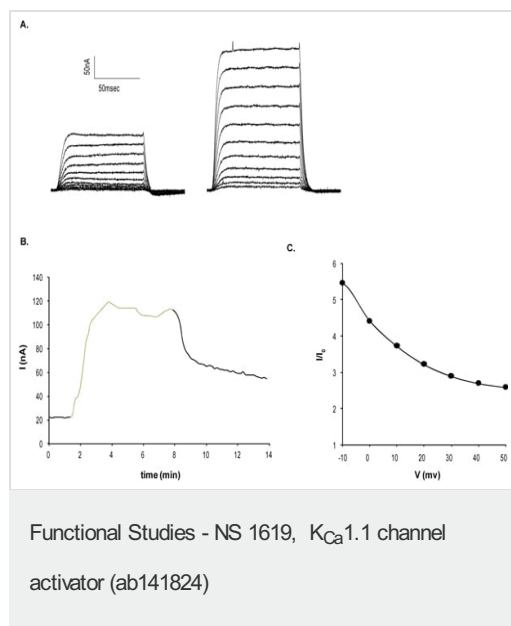 A.
50nA
50msec
B.
140
120
100
80
60
40
20
0
I (nA)
0 2 4 6 8 10 12 14
time (min)
C.
6
5
4
3
2
1
I/I₀
-10 0 10 20 30 40 50
V (mv)
Functional Studies - NS 1619, K_Ca1.1 channel
activator (ab141824)